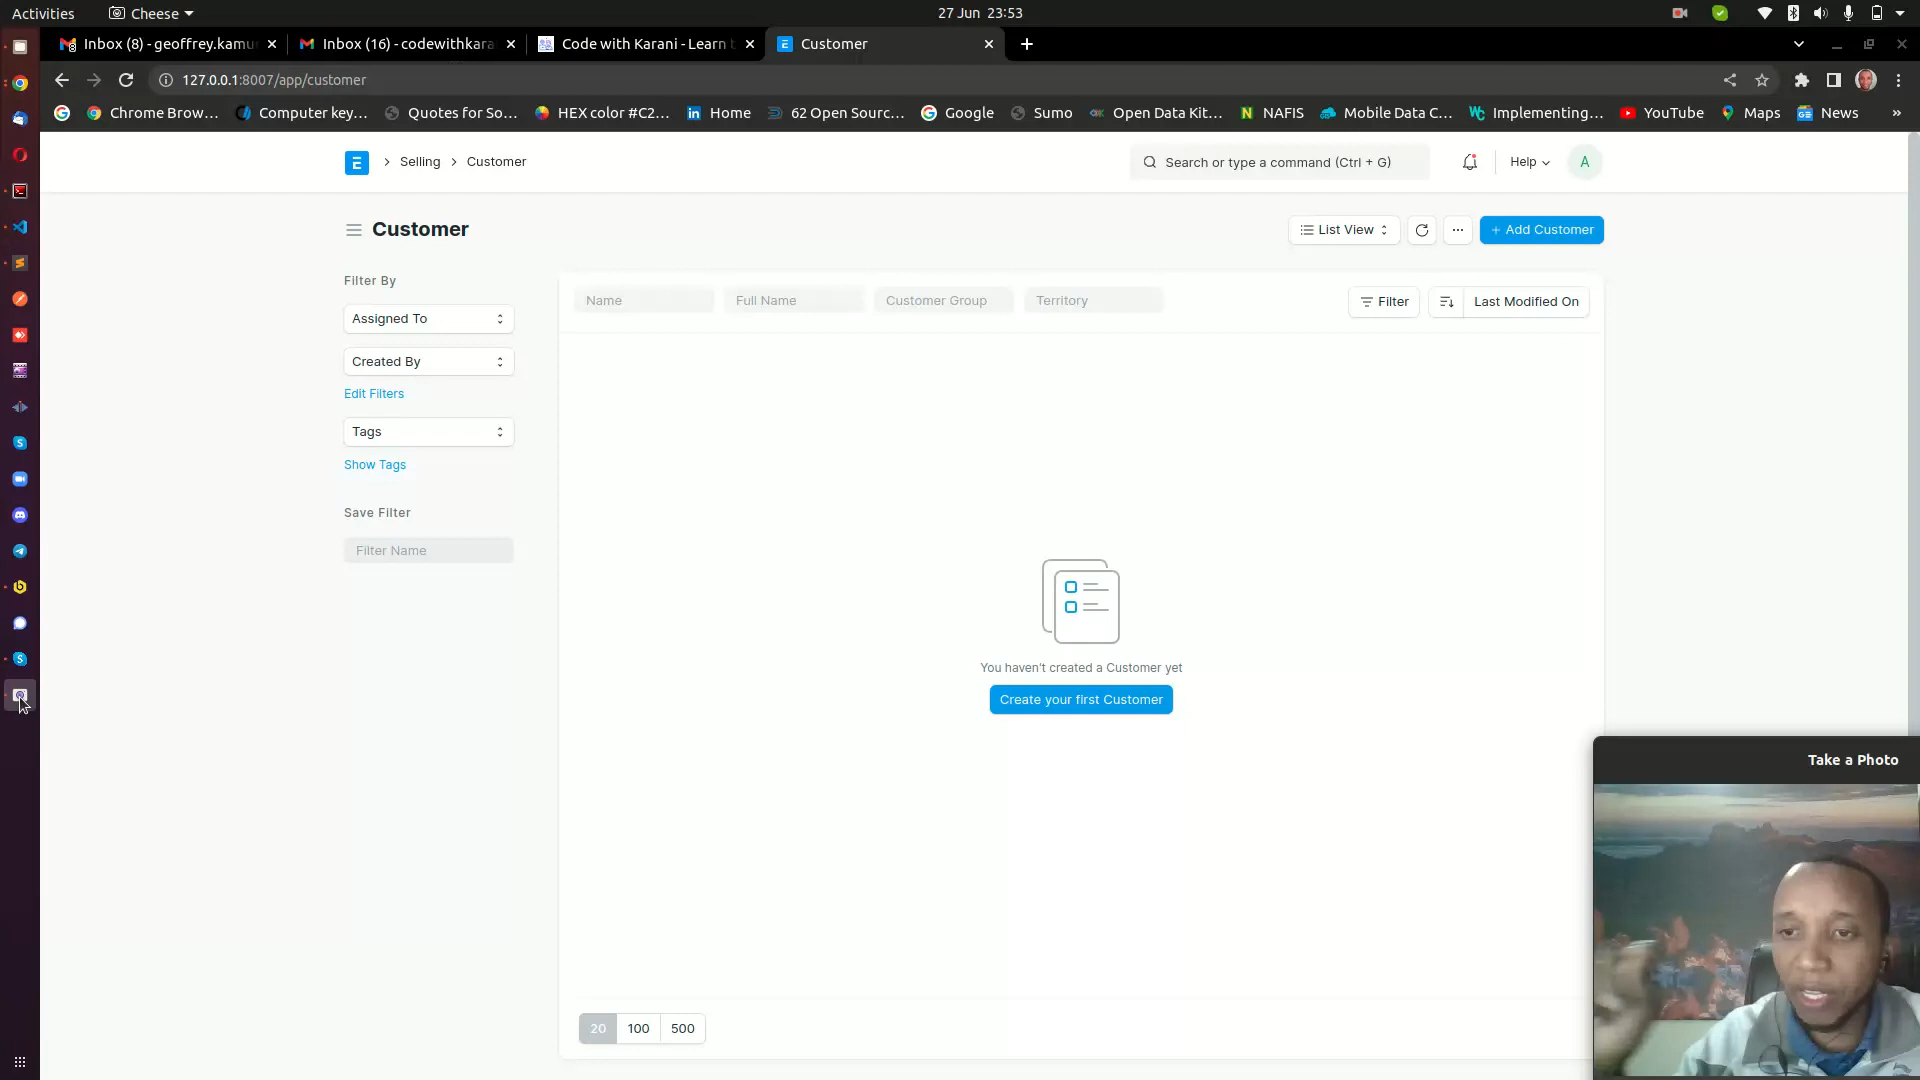 Activities
Cheese
27 Jun 23:53
Inbox (8) - geoffrey.kamu
Inbox (16) - codewithkara
Code with Karani - Learn t
Customer
127.0.0.1:8007/app/customer
Chrome Brow...
Computer key...
Quotes for So...
HEX color #C2...
Home
62 Open Sourc...
Google
Sumo
Open Data Kit...
NAFIS
Mobile Data C...
Implementing...
YouTube
Maps
News
E
Selling
Customer
Search or type a command (Ctrl + G)
Help
A
Customer
List View
Add Customer
Filter By
Assigned To
Created By
Edit Filters
Tags
Show Tags
Save Filter
Filter Name
Name
Full Name
Customer Group
Territory
Filter
Last Modified On
You haven't created a Customer yet
Create your first Customer
20
100
500
Take a Photo